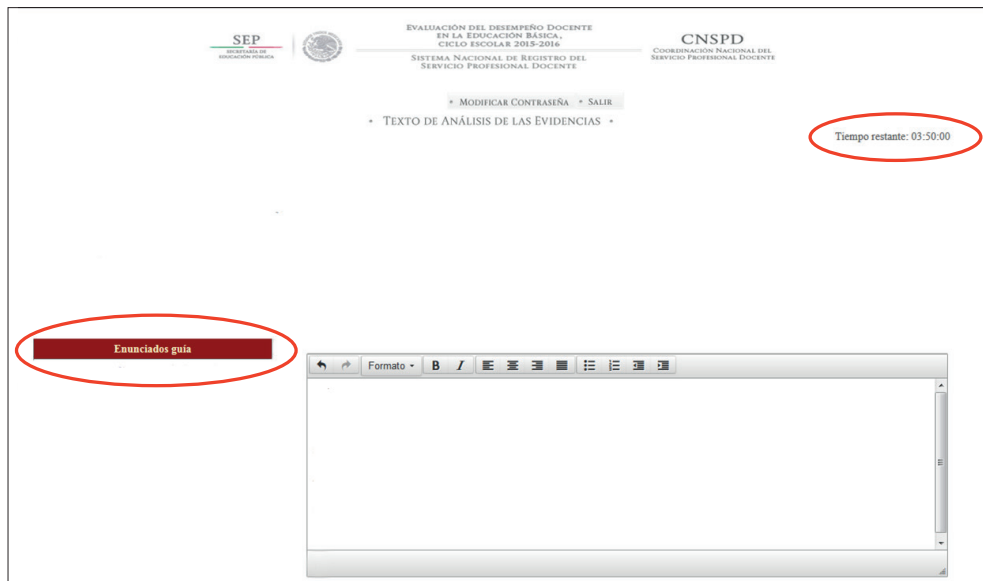 SEP
SECRETARÍA DE
EDUCACIÓN PÚBLICA
EVALUACIÓN DEL DESEMPEÑO DOCENTE
EN LA EDUCACIÓN BÁSICA,
CICLO ESCOLAR 2015-2016
SISTEMA NACIONAL DE REGISTRO DEL
SERVICIO PROFESIONAL DOCENTE
CNSPD
COORDINACIÓN NACIONAL DEL
SERVICIO PROFESIONAL DOCENTE
• MODIFICAR CONTRASEÑA • SALIR
• TEXTO DE ANÁLISIS DE LAS EVIDENCIAS •
Tiempo restante: 03:50:00
Enunciados guía
Formato B I